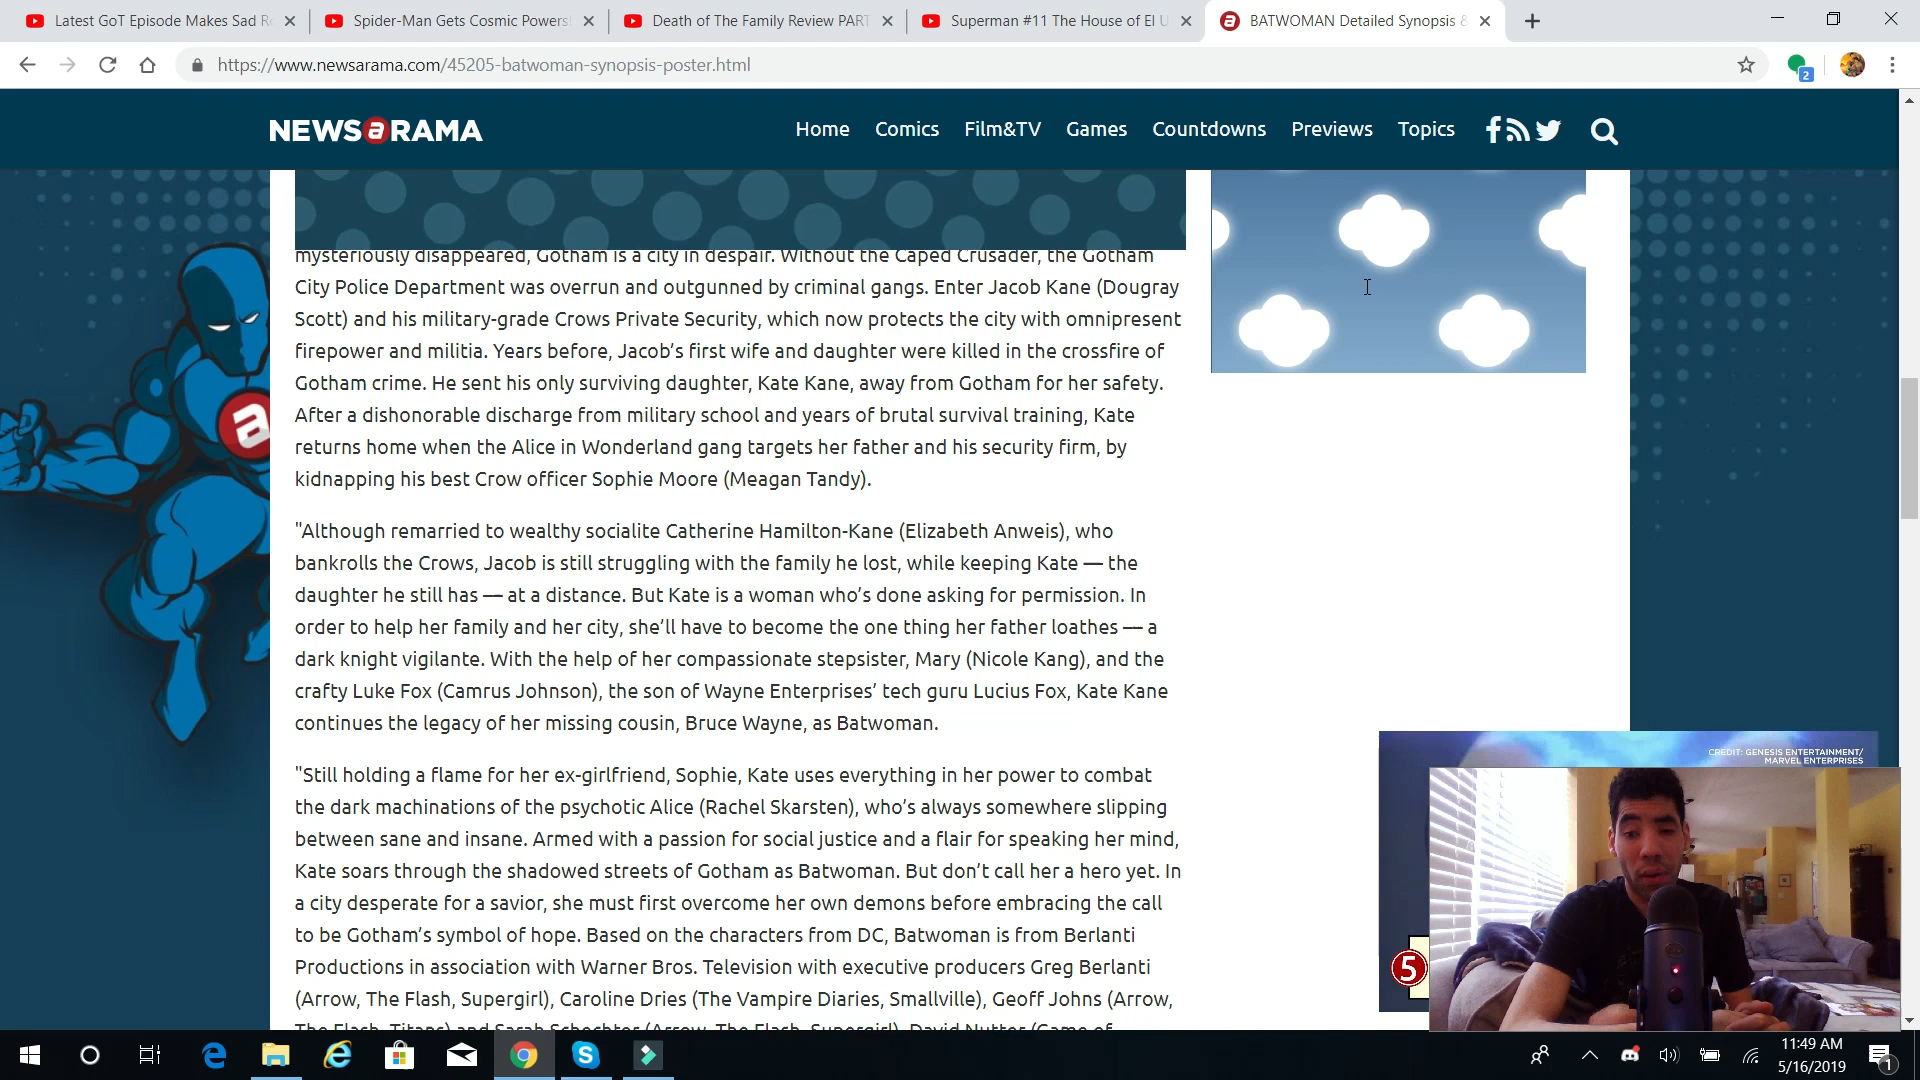 Latest GoT Episode Makes Sad R
Spider-Man Gets Cosmic Powers
Death of The Family Review PART
Superman #11 The House of El U
BATWOMAN Detailed Synopsis &
https://www.newsarama.com/45205-batwoman-synopsis-poster.html
2
NEWSaRAMA
Home Comics Film&TV Games Countdowns Previews Topics
a
mysteriously disappeared, Gotham is a city in despair. Without the Caped Crusader, the Gotham
City Police Department was overrun and outgunned by criminal gangs. Enter Jacob Kane (Dougray
Scott) and his military-grade Crows Private Security, which now protects the city with omnipresent
firepower and militia. Years before, Jacob’s first wife and daughter were killed in the crossfire of
Gotham crime. He sent his only surviving daughter, Kate Kane, away from Gotham for her safety.
After a dishonorable discharge from military school and years of brutal survival training, Kate
returns home when the Alice in Wonderland gang targets her father and his security firm, by
kidnapping his best Crow officer Sophie Moore (Meagan Tandy).
"Although remarried to wealthy socialite Catherine Hamilton-Kane (Elizabeth Anweis), who
bankrolls the Crows, Jacob is still struggling with the family he lost, while keeping Kate — the
daughter he still has — at a distance. But Kate is a woman who’s done asking for permission. In
order to help her family and her city, she’ll have to become the one thing her father loathes — a
dark knight vigilante. With the help of her compassionate stepsister, Mary (Nicole Kang), and the
crafty Luke Fox (Camrus Johnson), the son of Wayne Enterprises’ tech guru Lucius Fox, Kate Kane
continues the legacy of her missing cousin, Bruce Wayne, as Batwoman.
"Still holding a flame for her ex-girlfriend, Sophie, Kate uses everything in her power to combat
the dark machinations of the psychotic Alice (Rachel Skarsten), who’s always somewhere slipping
between sane and insane. Armed with a passion for social justice and a flair for speaking her mind,
Kate soars through the shadowed streets of Gotham as Batwoman. But don’t call her a hero yet. In
a city desperate for a savior, she must first overcome her own demons before embracing the call
to be Gotham’s symbol of hope. Based on the characters from DC, Batwoman is from Berlanti
Productions in association with Warner Bros. Television with executive producers Greg Berlanti
(Arrow, The Flash, Supergirl), Caroline Dries (The Vampire Diaries, Smallville), Geoff Johns (Arrow,
The Flash, Titans) and Sarah Schechter (Arrow, The Flash, Supergirl). David Nutter (Game of
CREDIT: GENESIS ENTERTAINMENT/
MARVEL ENTERPRISES
5
11:49 AM
5/16/2019
1